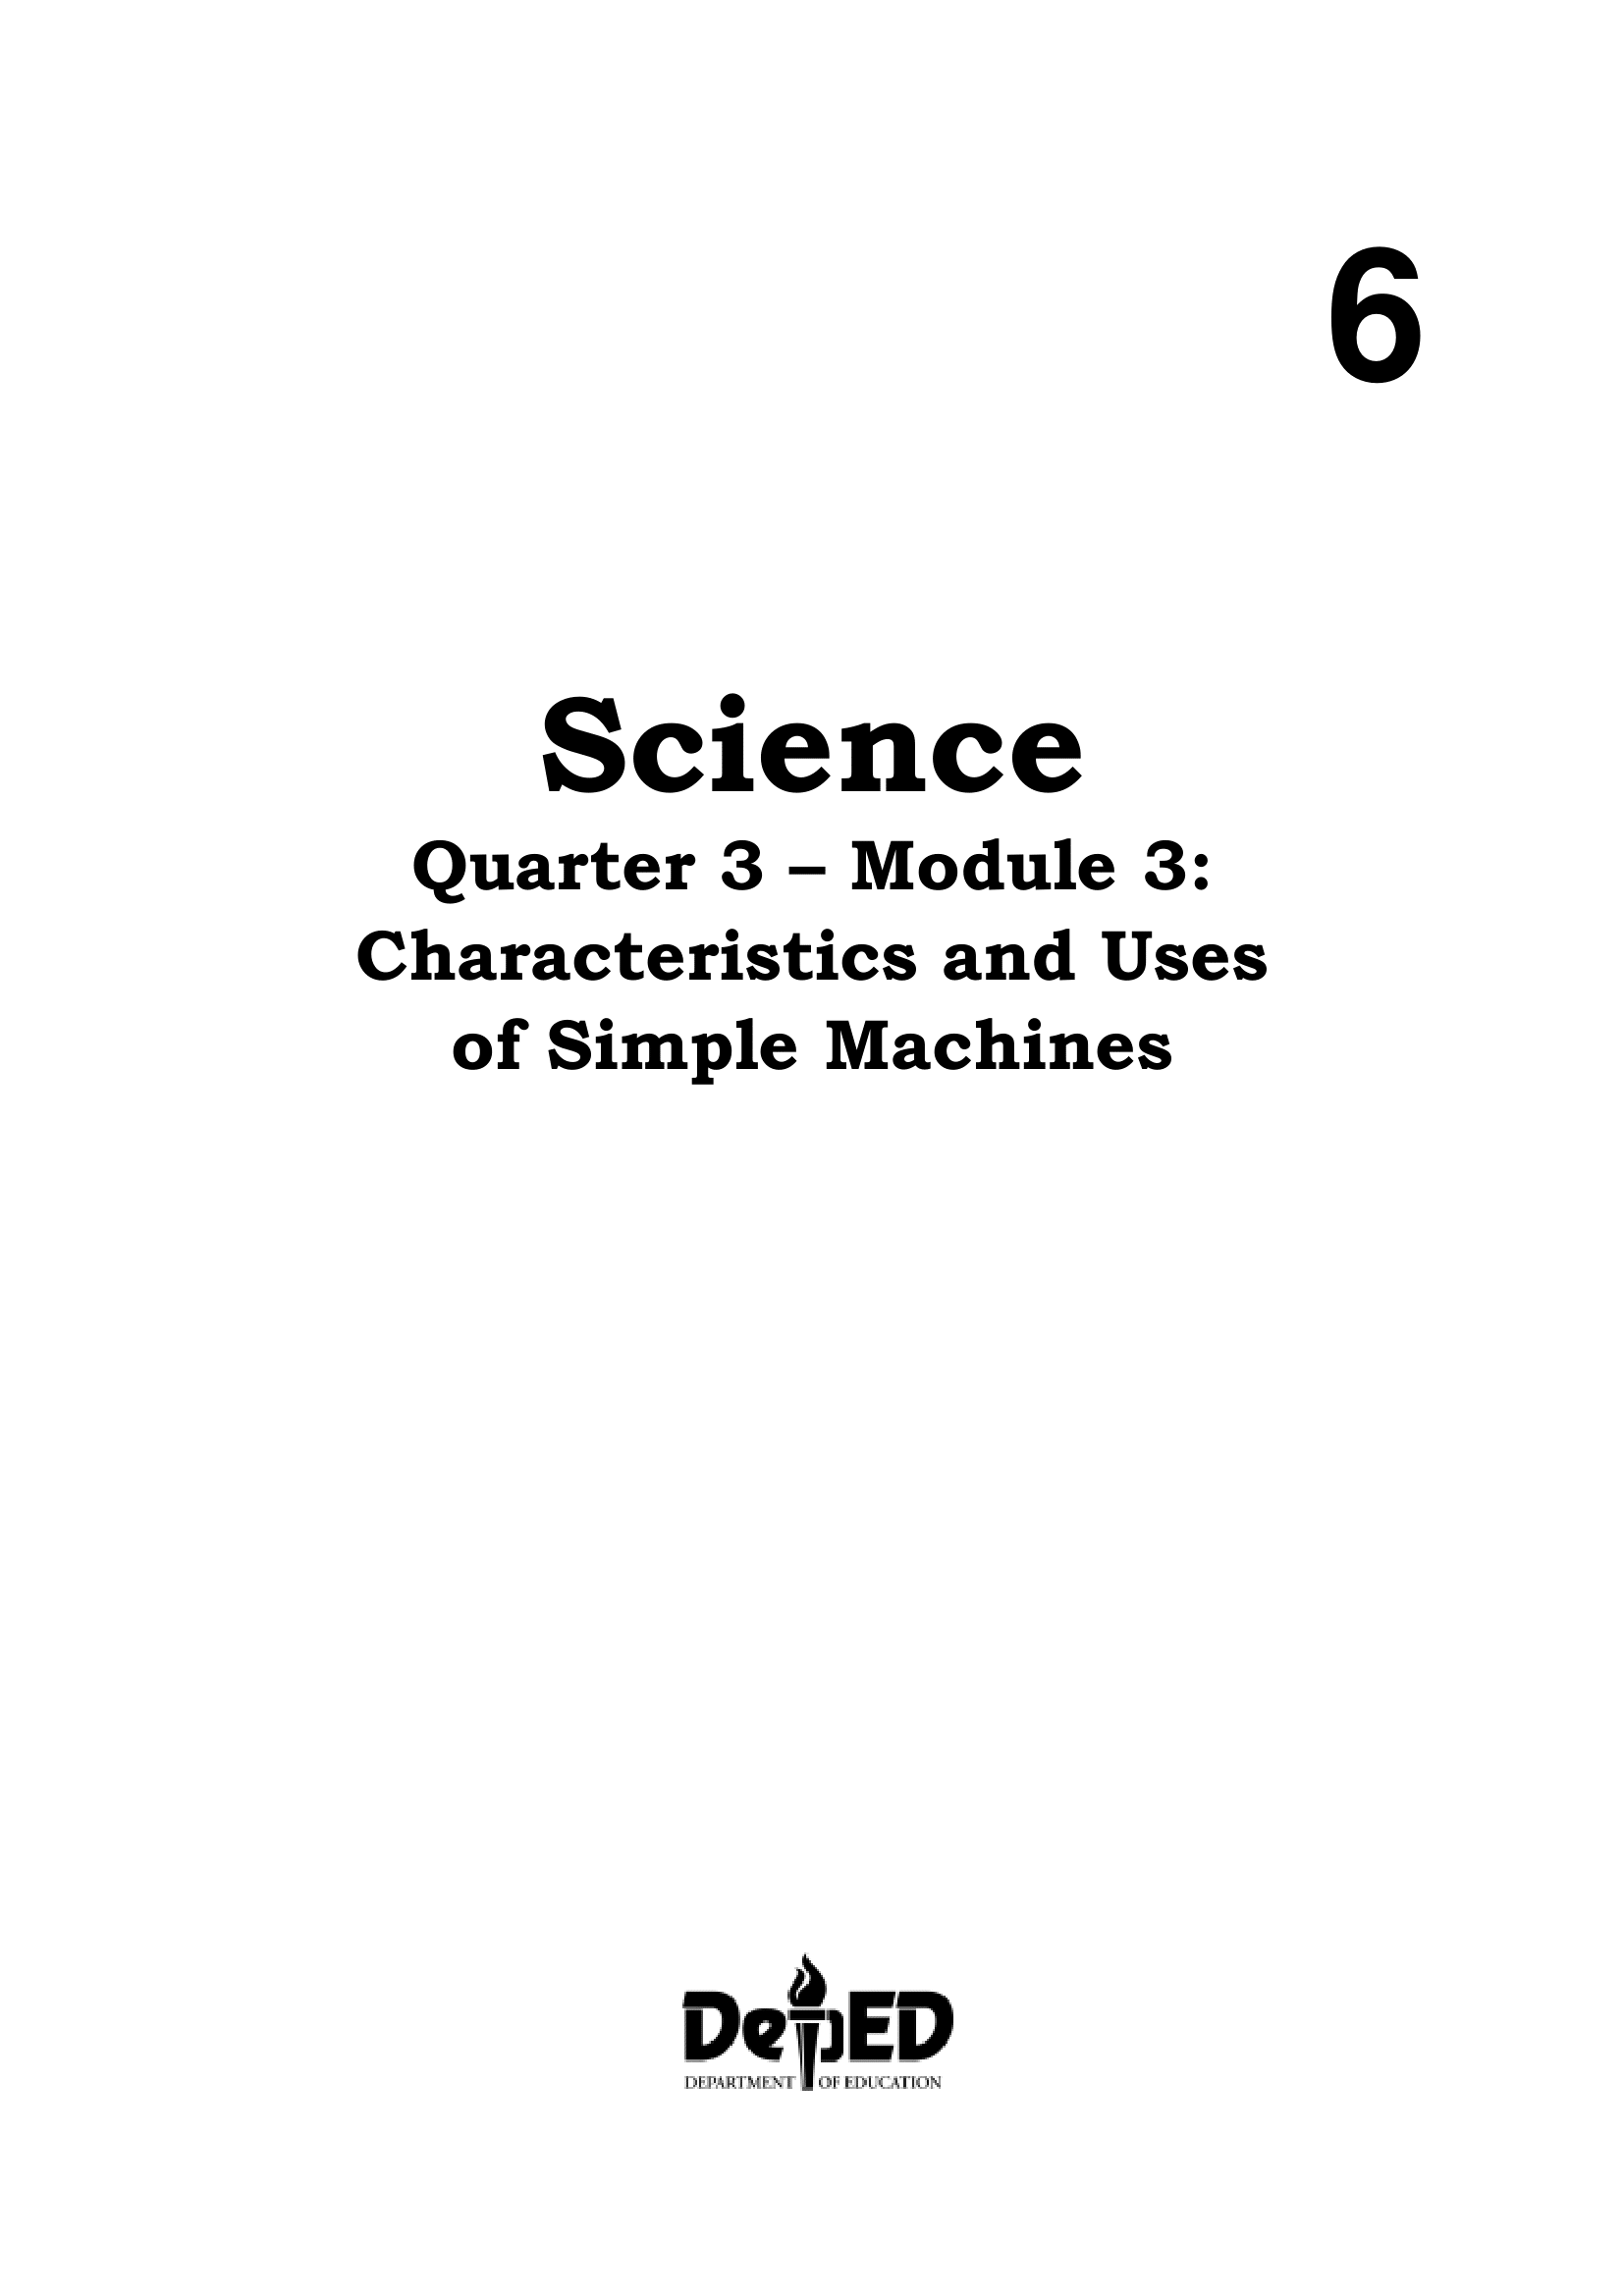 6
Science
Quarter 3 – Module 3:
Characteristics and Uses
of Simple Machines
DepED
DEPARTMENT OF EDUCATION